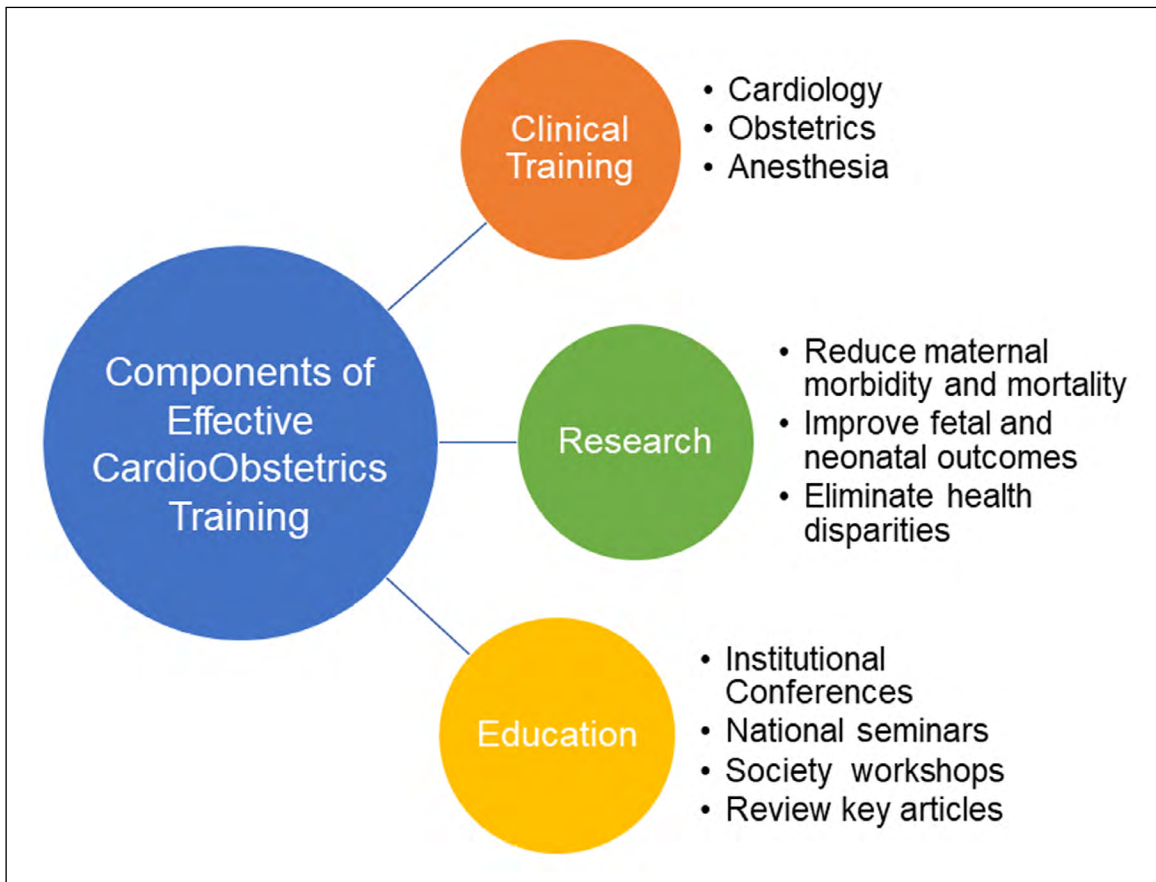 Clinical
Training
• Cardiology
• Obstetrics
• Anesthesia
Components of
Effective
CardioObstetrics
Training
Research
• Reduce maternal
morbidity and mortality
• Improve fetal and
neonatal outcomes
• Eliminate health
disparities
Education
• Institutional
Conferences
• National seminars
• Society workshops
• Review key articles